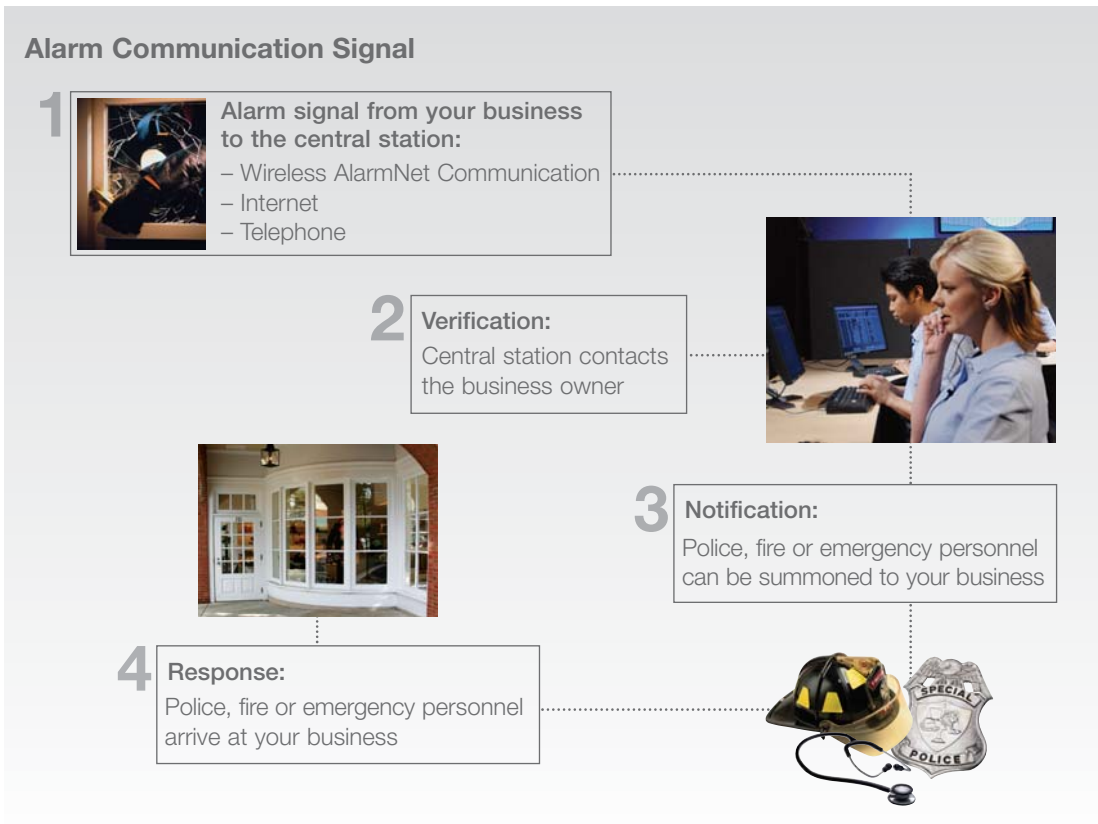 Alarm Communication Signal
1
Alarm signal from your business
to the central station:
– Wireless AlarmNet Communication
– Internet
– Telephone
2
Verification:
Central station contacts
the business owner
3
Notification:
Police, fire or emergency personnel
can be summoned to your business
4
Response:
Police, fire or emergency personnel
arrive at your business
SPECIAL
POLICE